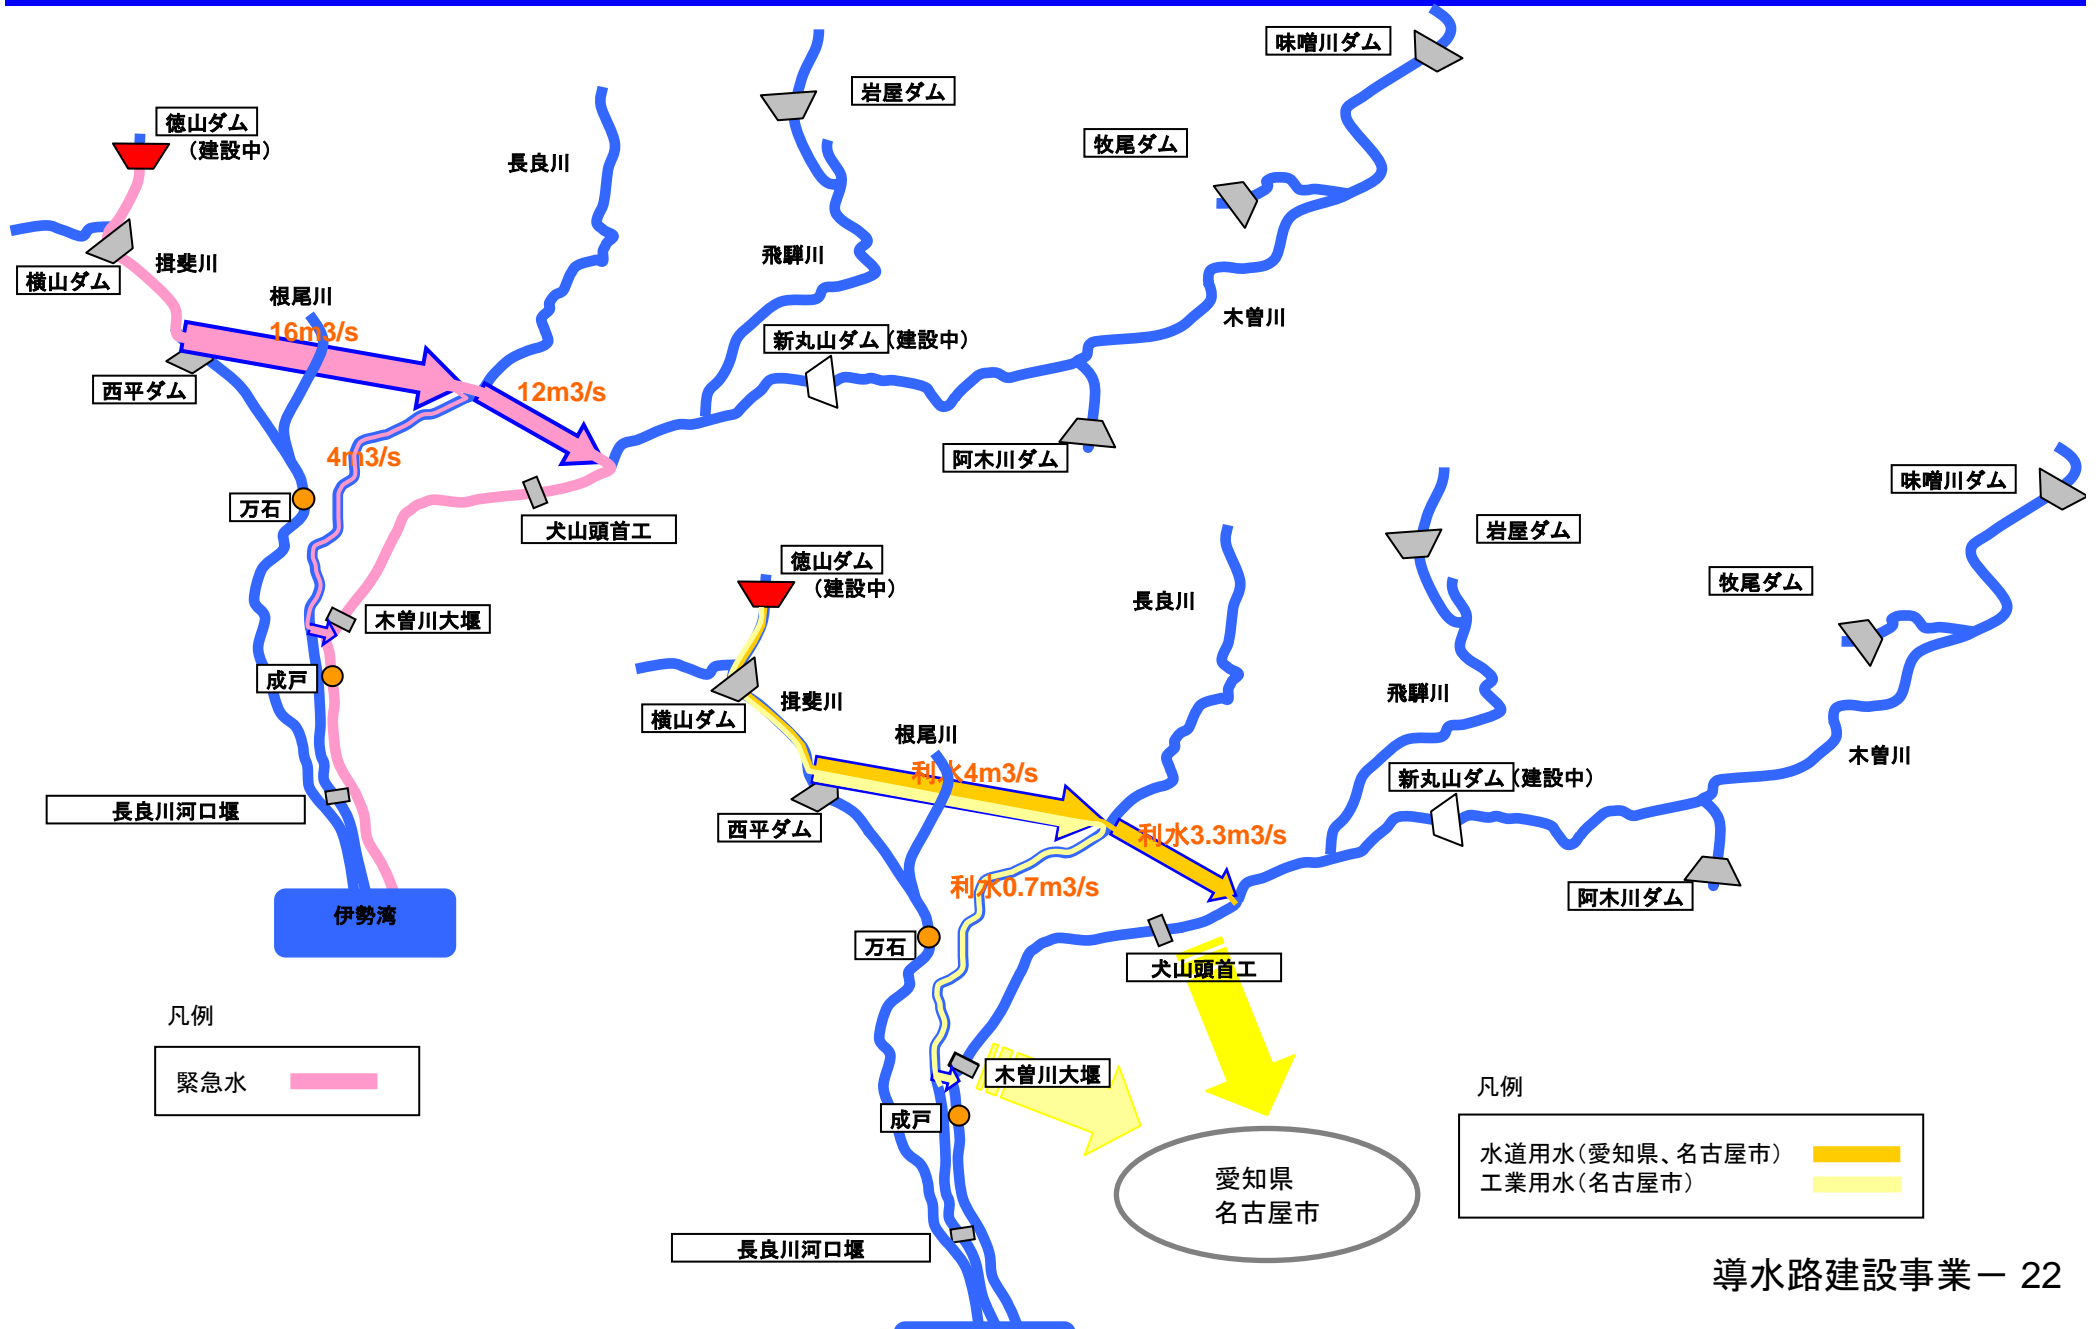 味噌川ダム
岩屋ダム
徳山ダム
（建設中）
牧尾ダム
長良川
飛騨川
揖斐川
横山ダム
根尾川
16m3/s
木曽川
新丸山ダム（建設中）
西平ダム
12m3/s
4m3/s
阿木川ダム
万石
犬山頭首工
木曽川大堰
成戸
長良川河口堰
伊勢湾
凡例
緊急水
味噌川ダム
岩屋ダム
徳山ダム
（建設中）
牧尾ダム
長良川
飛騨川
揖斐川
横山ダム
根尾川
利水4m3/s
木曽川
新丸山ダム（建設中）
西平ダム
利水3.3m3/s
利水0.7m3/s
阿木川ダム
万石
犬山頭首工
木曽川大堰
成戸
愛知県
名古屋市
長良川河口堰
凡例
水道用水（愛知県、名古屋市）
工業用水（名古屋市）
導水路建設事業－ 22